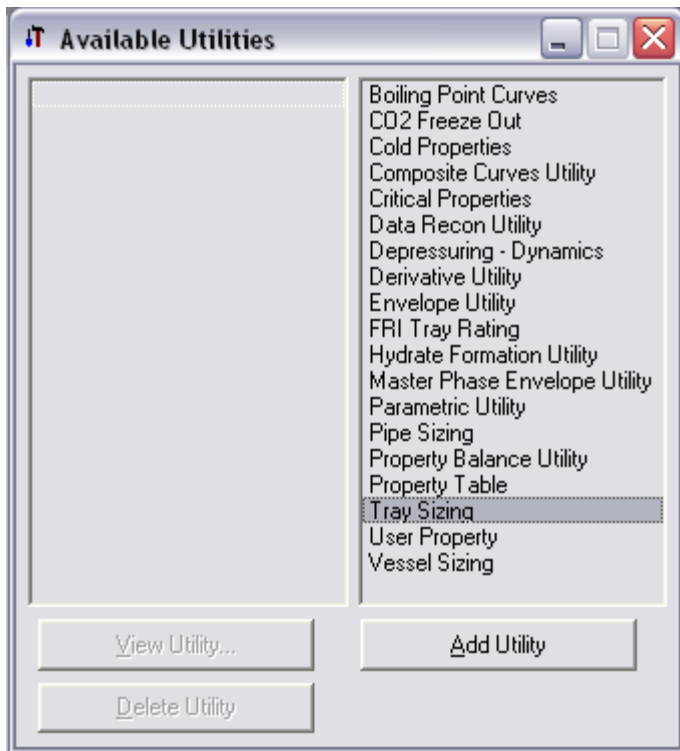 Available Utilities
Boiling Point Curves
CO2 Freeze Out
Cold Properties
Composite Curves Utility
Critical Properties
Data Recon Utility
Depressuring - Dynamics
Derivative Utility
Envelope Utility
FRI Tray Rating
Hydrate Formation Utility
Master Phase Envelope Utility
Parametric Utility
Pipe Sizing
Property Balance Utility
Property Table
Tray Sizing
User Property
Vessel Sizing
View Utility...
Add Utility
Delete Utility